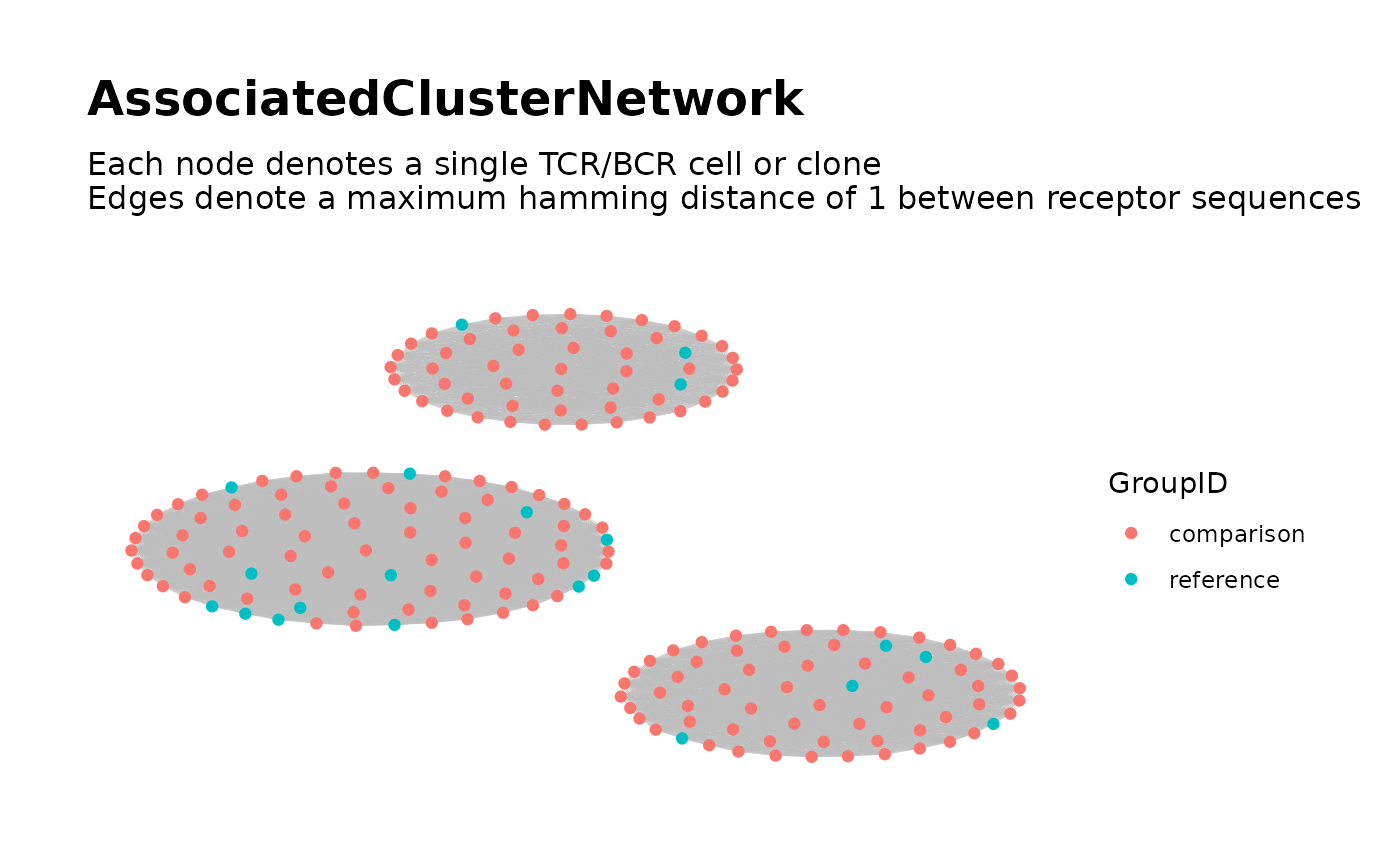 AssociatedClusterNetwork
Each node denotes a single TCR/BCR cell or clone
Edges denote a maximum hamming distance of 1 between receptor sequences
GroupID
comparison
reference